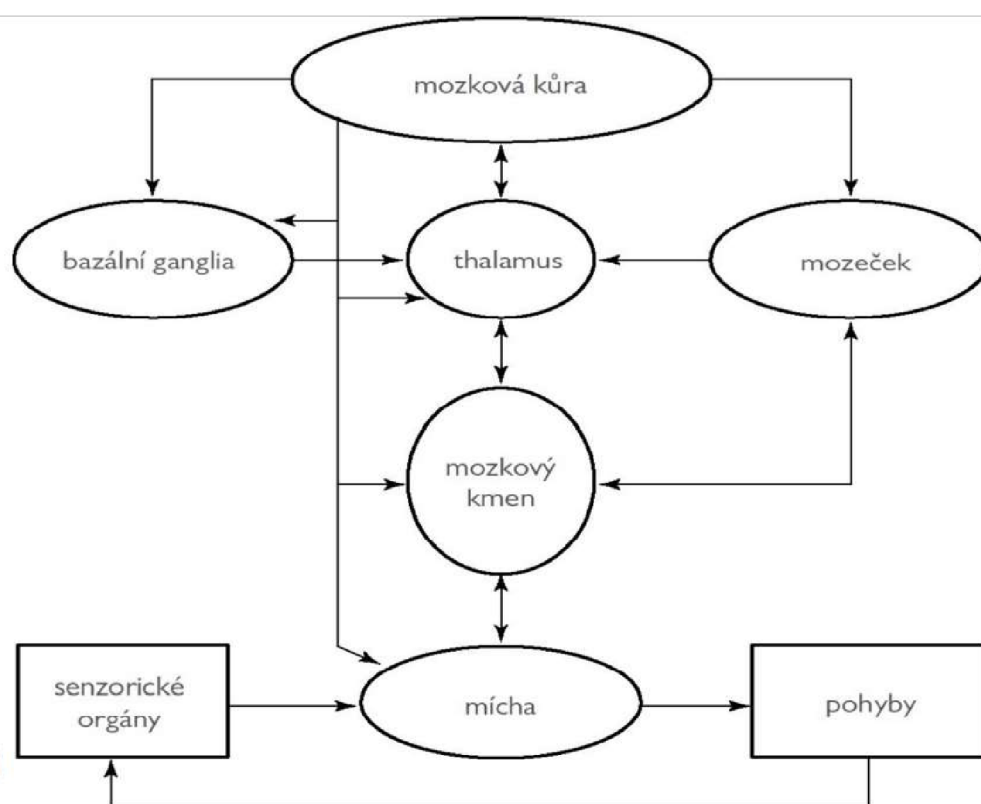 mozková kůra
bazální ganglia
thalamus
mozeček
mozkový
kmen
senzorické
orgány
mícha
pohyby